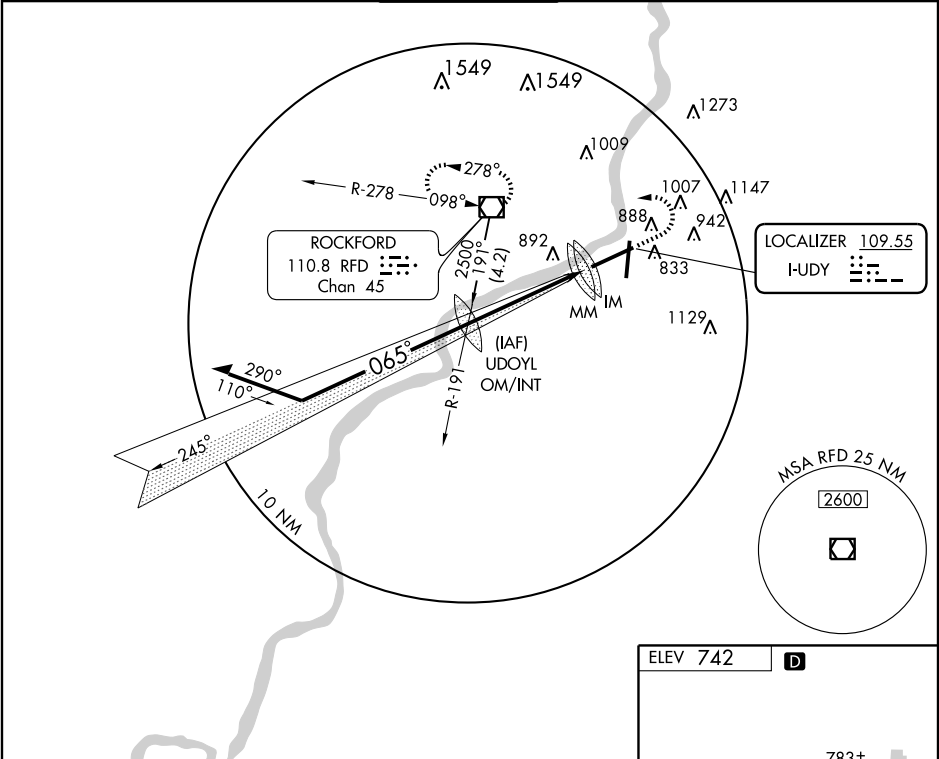 1549
1549
1273
1009
278°
R-278
098°
1007
1147
888
942
ROCKFORD
110.8 RFD
Chan 45
2500
191°
(4.2)
892
833
LOCALIZER 109.55
I-UDY
MM
IM
1129
(IAF)
UDOYL
OM/INT
065°
290°
110°
R-191
245°
10 NM
MSA RFD 25 NM
2600
ELEV 742
D
783±